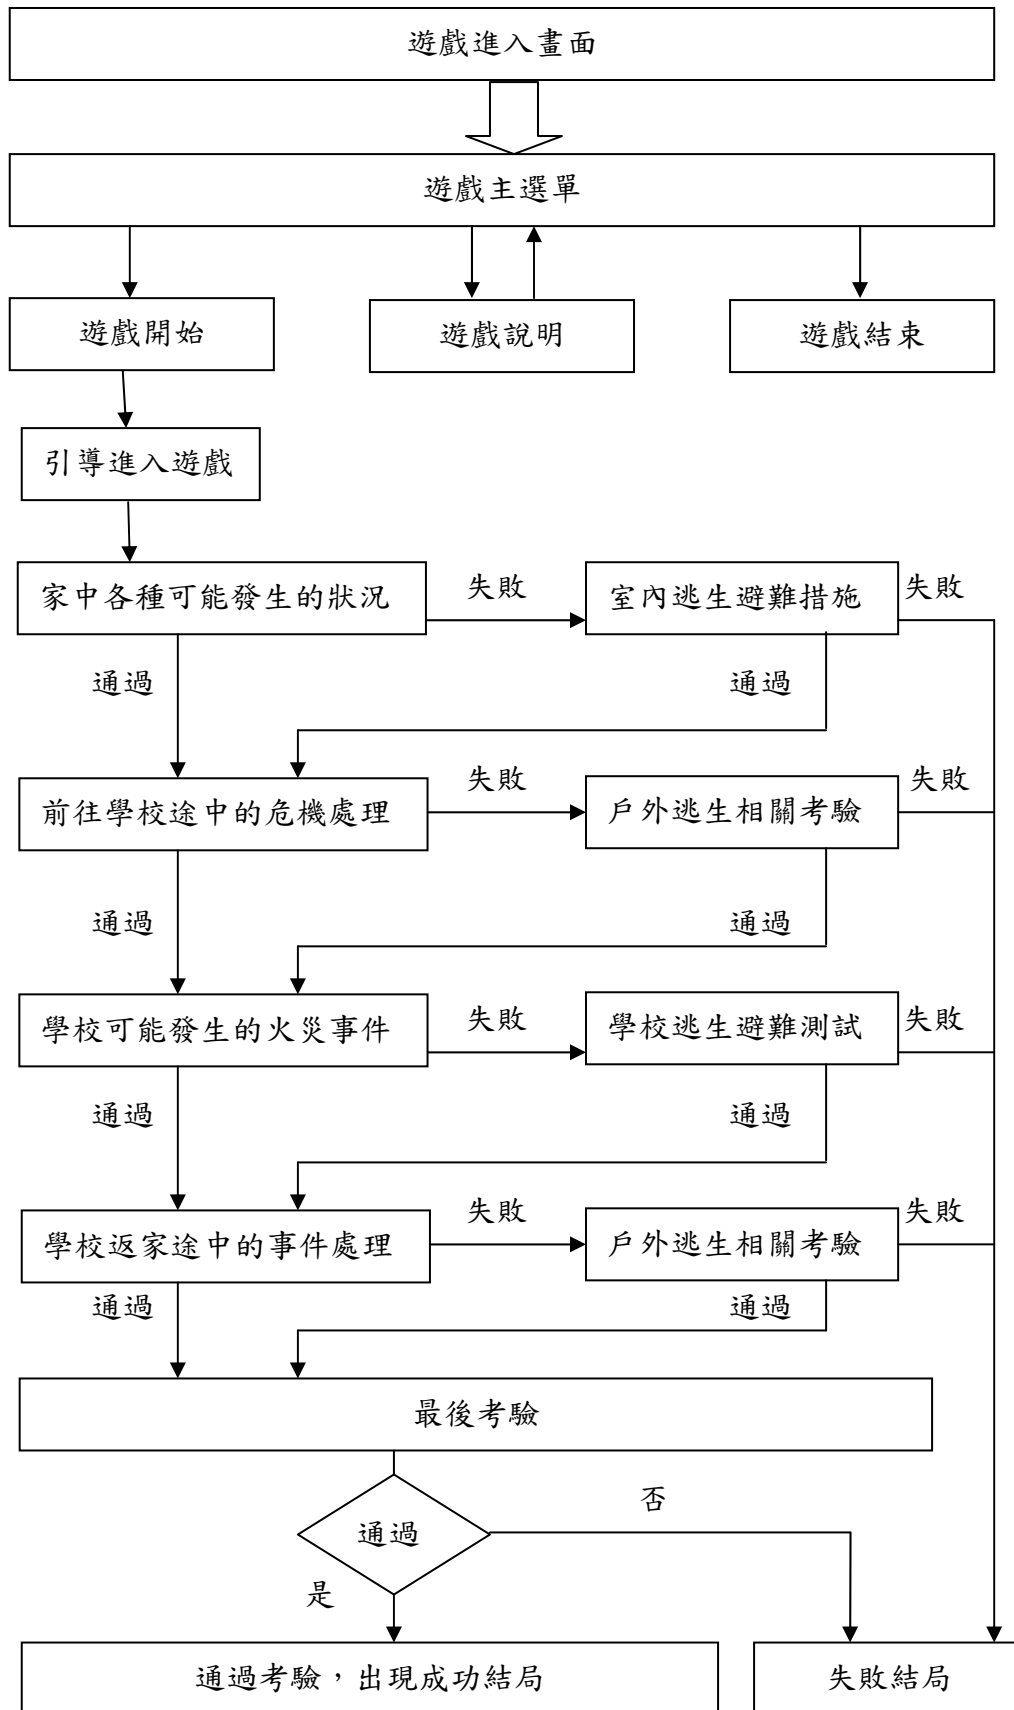 遊戲進入畫面
遊戲主選單
遊戲開始
遊戲說明
遊戲結束
引導進入遊戲
家中各種可能發生的狀況
失敗
室內逃生避難措施
失敗
通過
通過
前往學校途中的危機處理
失敗
戶外逃生相關考驗
失敗
通過
通過
學校可能發生的火災事件
失敗
學校逃生避難測試
失敗
通過
通過
學校返家途中的事件處理
失敗
戶外逃生相關考驗
失敗
通過
通過
最後考驗
通過
否
是
通過考驗，出現成功結局
失敗結局